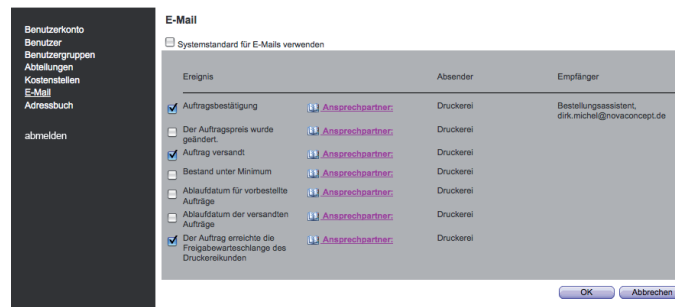 Benutzerkonto
Benutzer
Benutzergruppen
Abteilungen
Kostenstellen
E-Mail
Adressbuch
abmelden
E-Mail
Systemstandard für E-Mails verwenden
Ereignis Absender Empfänger
Auftragsbestätigung Ansprechpartner: Druckerei Bestellungsassistent,
dirk.michel@novaconcept.de
Der Auftragspreis wurde Ansprechpartner: Druckerei
geändert.
Auftrag versandt Ansprechpartner: Druckerei
Bestand unter Minimum Ansprechpartner: Druckerei
Ablaufdatum für vorbestellte Ansprechpartner: Druckerei
Aufträge
Ablaufdatum der versandten Ansprechpartner: Druckerei
Aufträge
Der Auftrag erreichte die Ansprechpartner: Druckerei
Freigabewarteschlange des
Druckereikunden
OK Abbrechen